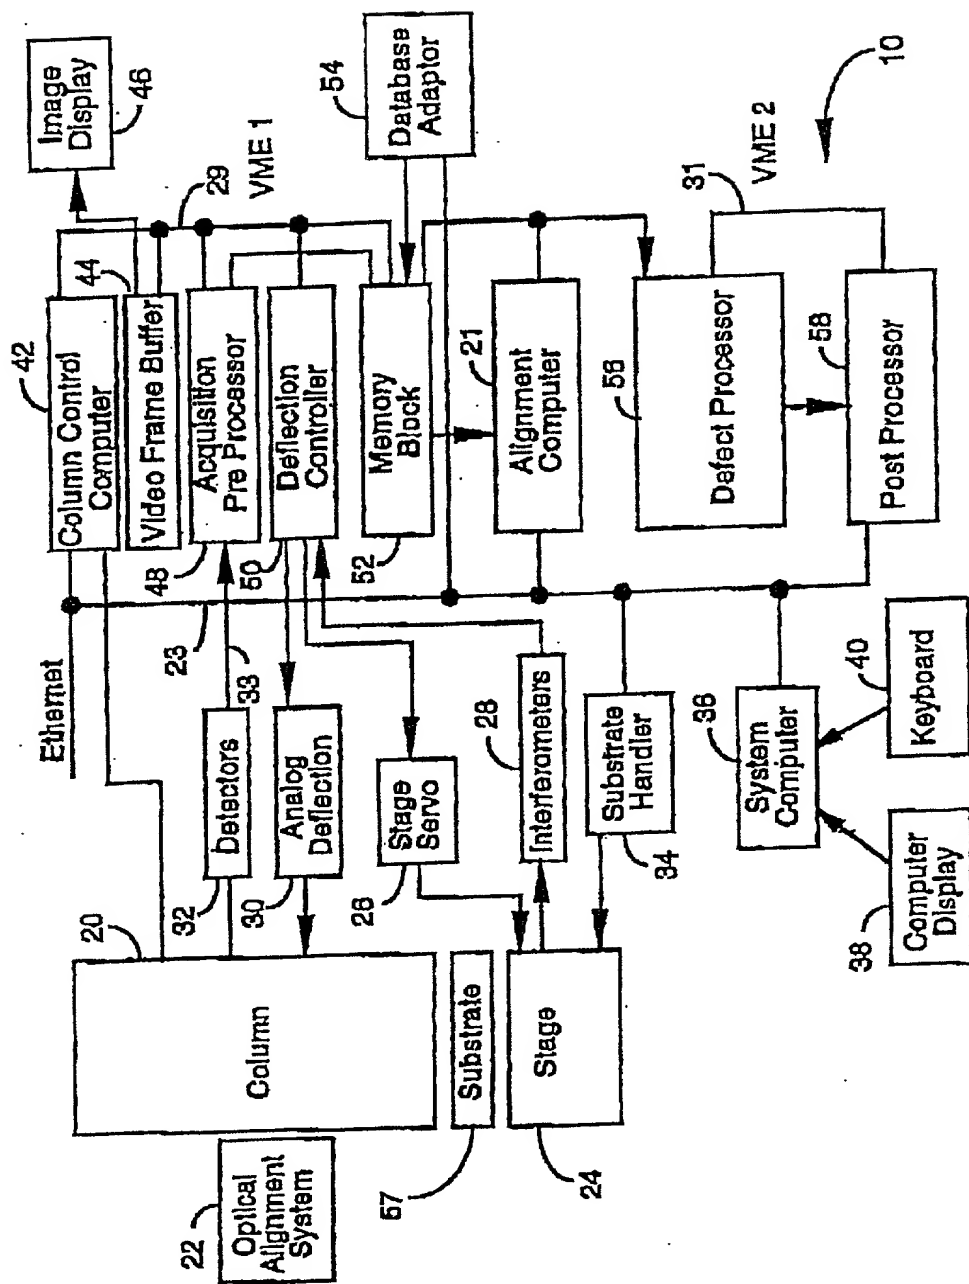 Optical
Alignment
System
22
Column
20
Substrate
57
Stage
24
Detectors
32
33
Analog
Deflection
30
Stage
Servo
26
Interferometers
28
Substrate
Handler
34
System
Computer
36
Computer
Display
38
Keyboard
40
Ethernet
23
Column Control
Computer
42
Video Frame Buffer
44
Acquisition
Pre Processor
48
Deflection
Controller
50
Memory
Block
52
Alignment
Computer
21
Defect Processor
56
Post Processor
58
Image
Display
46
29
VME 1
Database
Adaptor
54
31
VME 2
10